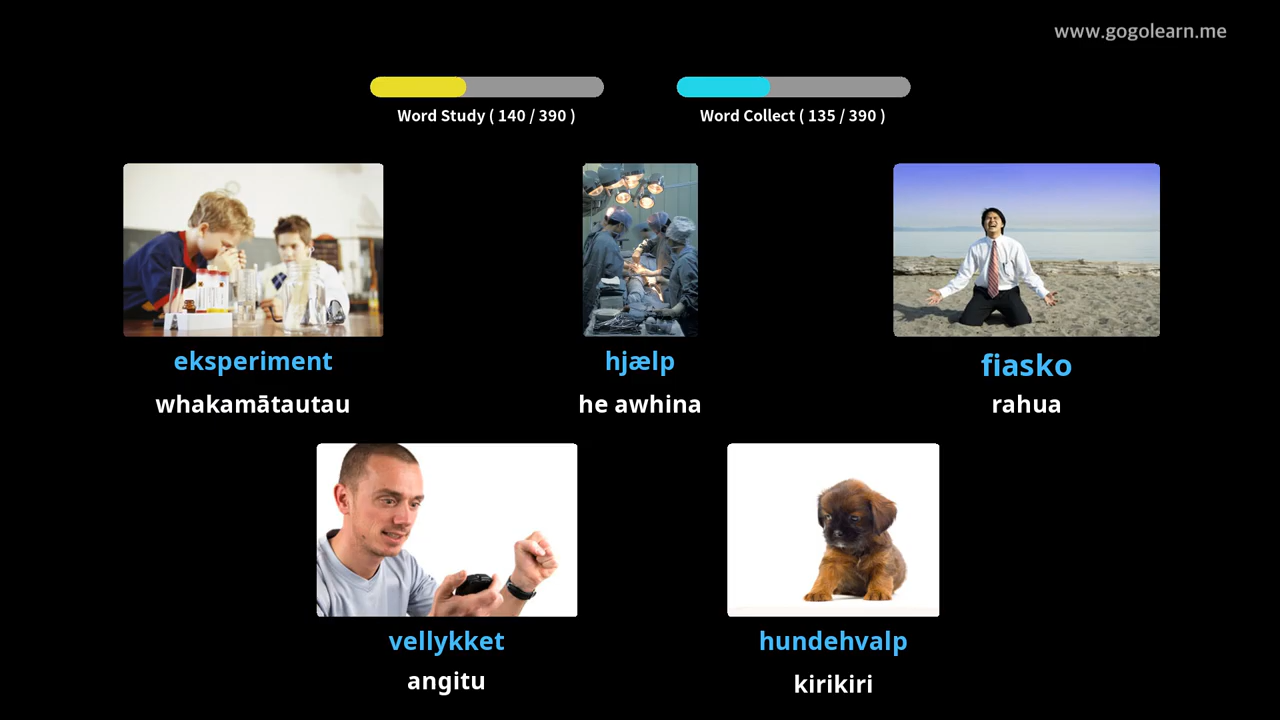 www.gogolearn.me
Word Study ( 140 / 390 )
Word Collect ( 135 / 390 )
eksperiment
whakamātautau
hjælp
he awhina
fiasko
rahua
vellykket
angitu
hundehvalp
kirikiri